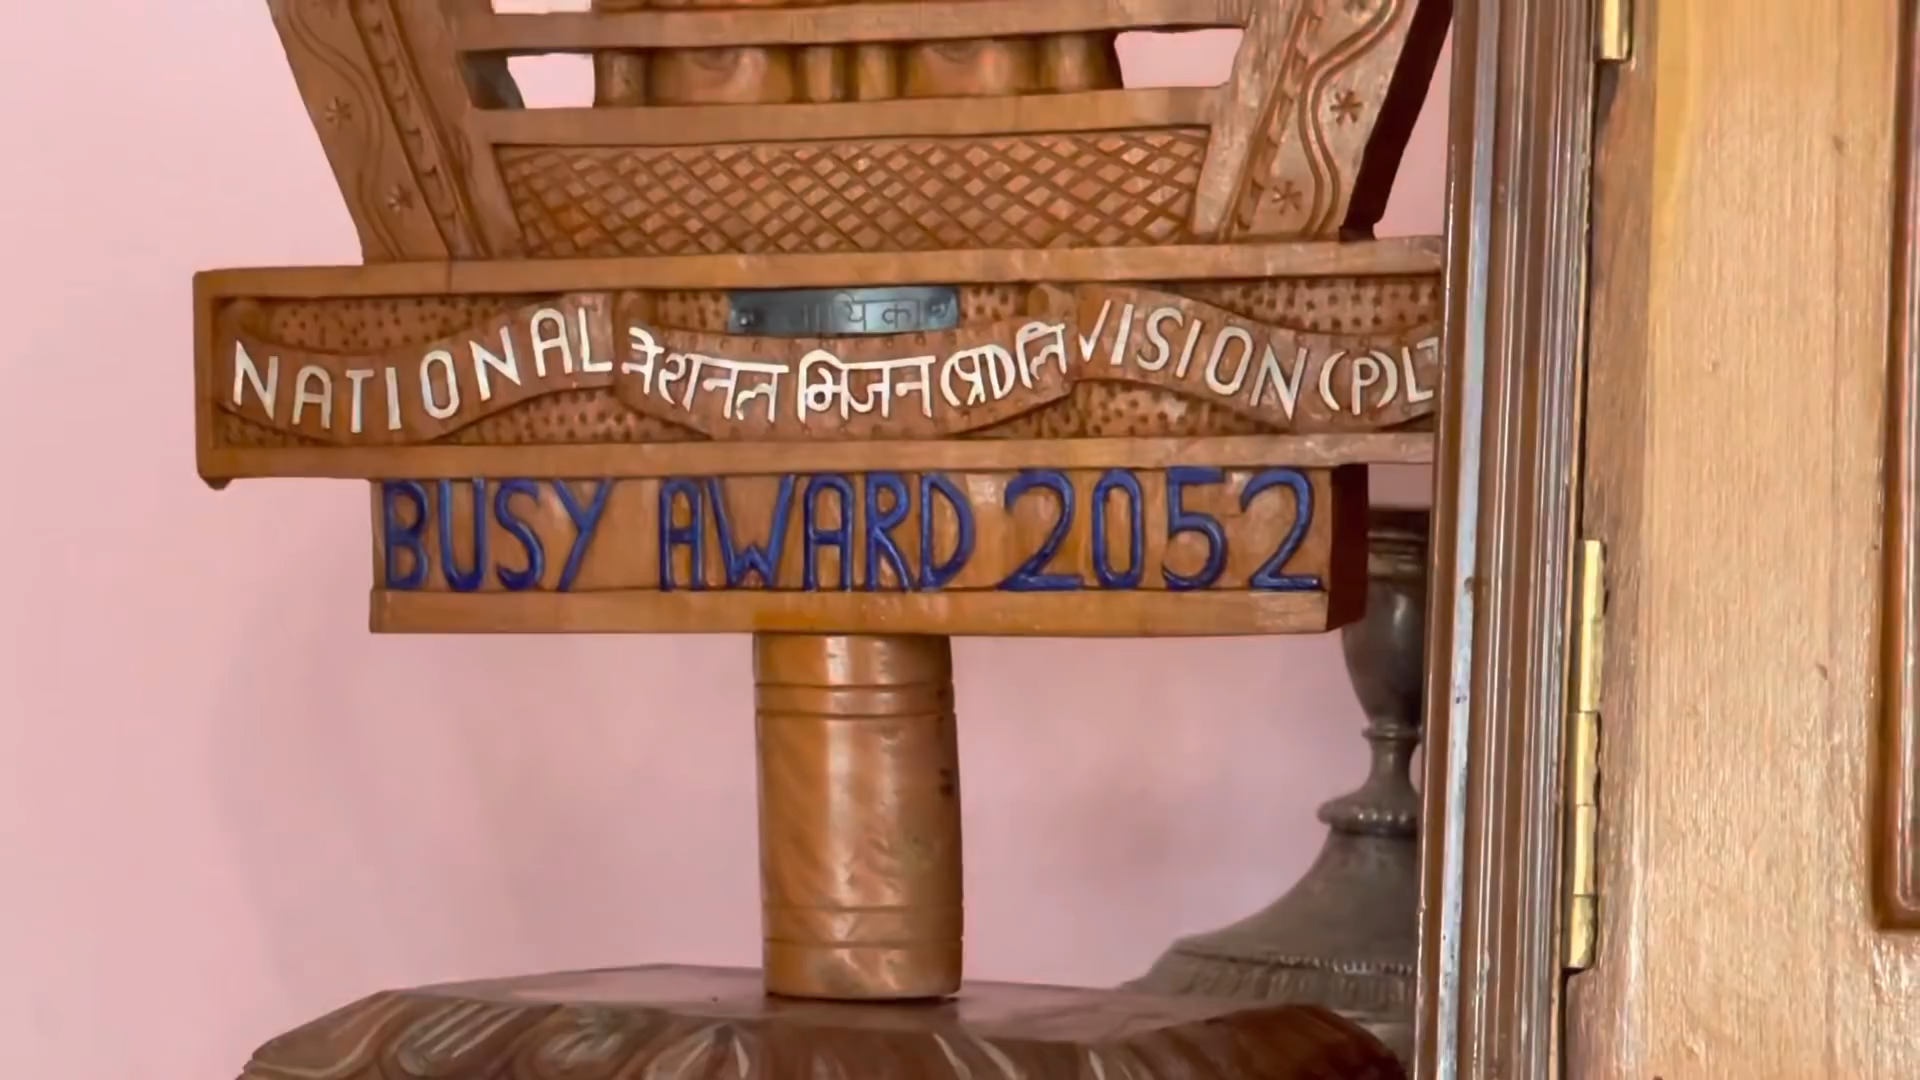 गायिका
NATIONAL नेशनल भिजन (प्रा) लि VISION (P) LT
BUSY AWARD 2052